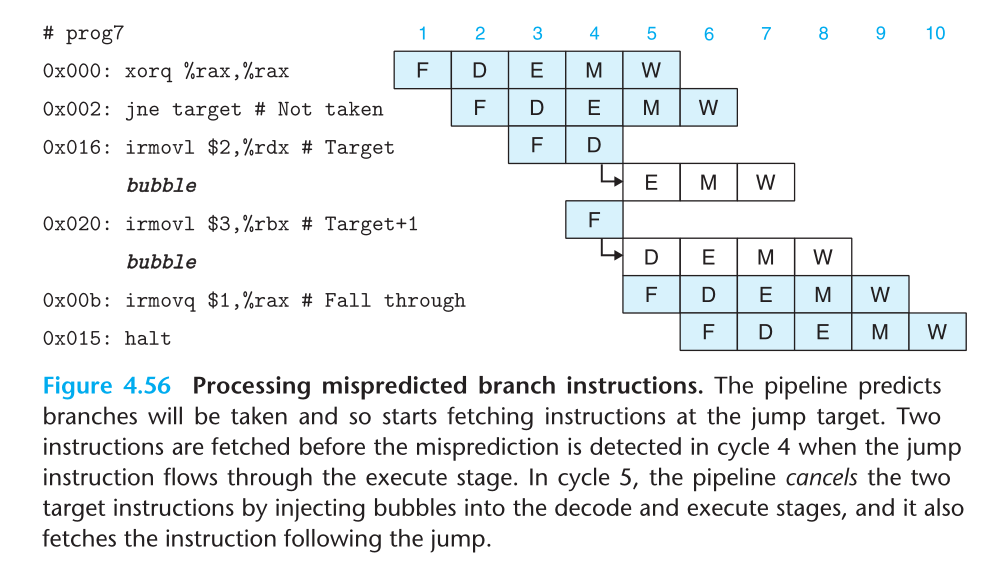 # prog7 1 2 3 4 5 6 7 8 9 10
0x000: xorq %rax,%rax F D E M W
0x002: jne target # Not taken F D E M W
0x016: irmovl $2,%rdx # Target F D
bubble E M W
0x020: irmovl $3,%rbx # Target+1 F
bubble D E M W
0x00b: irmovq $1,%rax # Fall through F D E M W
0x015: halt F D E M W
Figure 4.56 Processing mispredicted branch instructions. The pipeline predicts
branches will be taken and so starts fetching instructions at the jump target. Two
instructions are fetched before the misprediction is detected in cycle 4 when the jump
instruction flows through the execute stage. In cycle 5, the pipeline cancels the two
target instructions by injecting bubbles into the decode and execute stages, and it also
fetches the instruction following the jump.